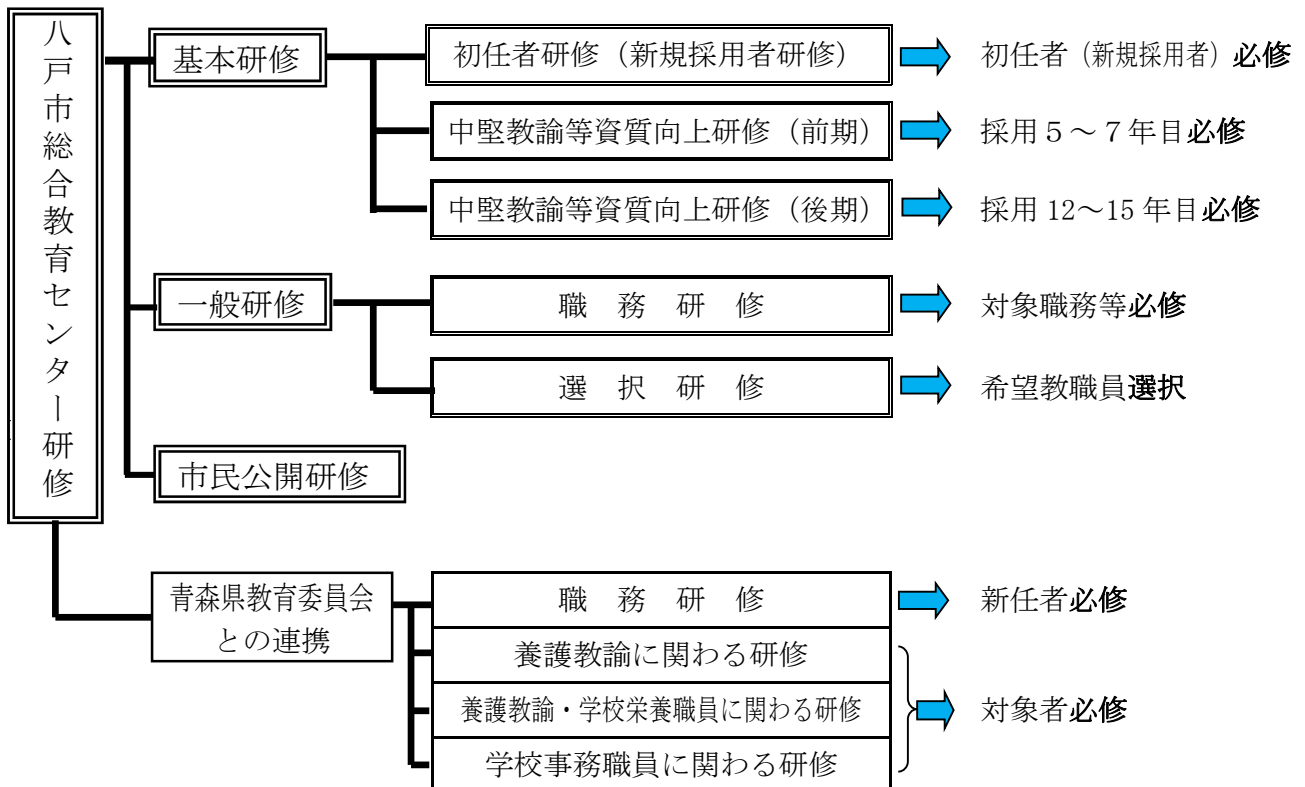 八戸市総合教育センター研修
基本研修
初任者研修（新規採用者研修）
初任者（新規採用者）必修
中堅教諭等資質向上研修（前期）
採用５～７年目必修
中堅教諭等資質向上研修（後期）
採用 12～15 年目必修
一般研修
職　務　研　修
対象職務等必修
選　択　研　修
希望教職員選択
市民公開研修
青森県教育委員会
との連携
職　務　研　修
新任者必修
養護教諭に関わる研修
養護教諭・学校栄養職員に関わる研修
学校事務職員に関わる研修
対象者必修